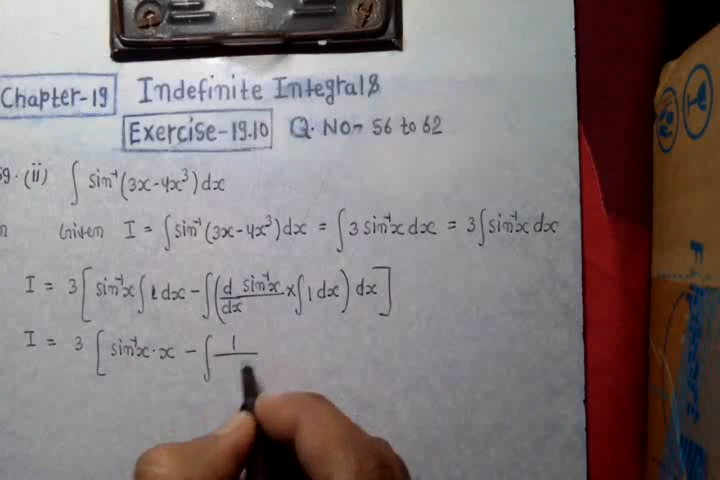 Chapter-19 Indefinite Integrals
Exercise-19.10 Q. NO- 56 to 62
59. (ii) ∫ sin⁻¹(3x-4x³)dx
Given I = ∫ sin⁻¹(3x-4x³)dx = ∫ 3 sin⁻¹x dx = 3∫ sin⁻¹x dx
I = 3 [ sin⁻¹x ∫ 1 dx - ∫ ( d/dx sin⁻¹x × ∫ 1 dx ) dx ]
I = 3 [ sin⁻¹x · x - ∫ 1/